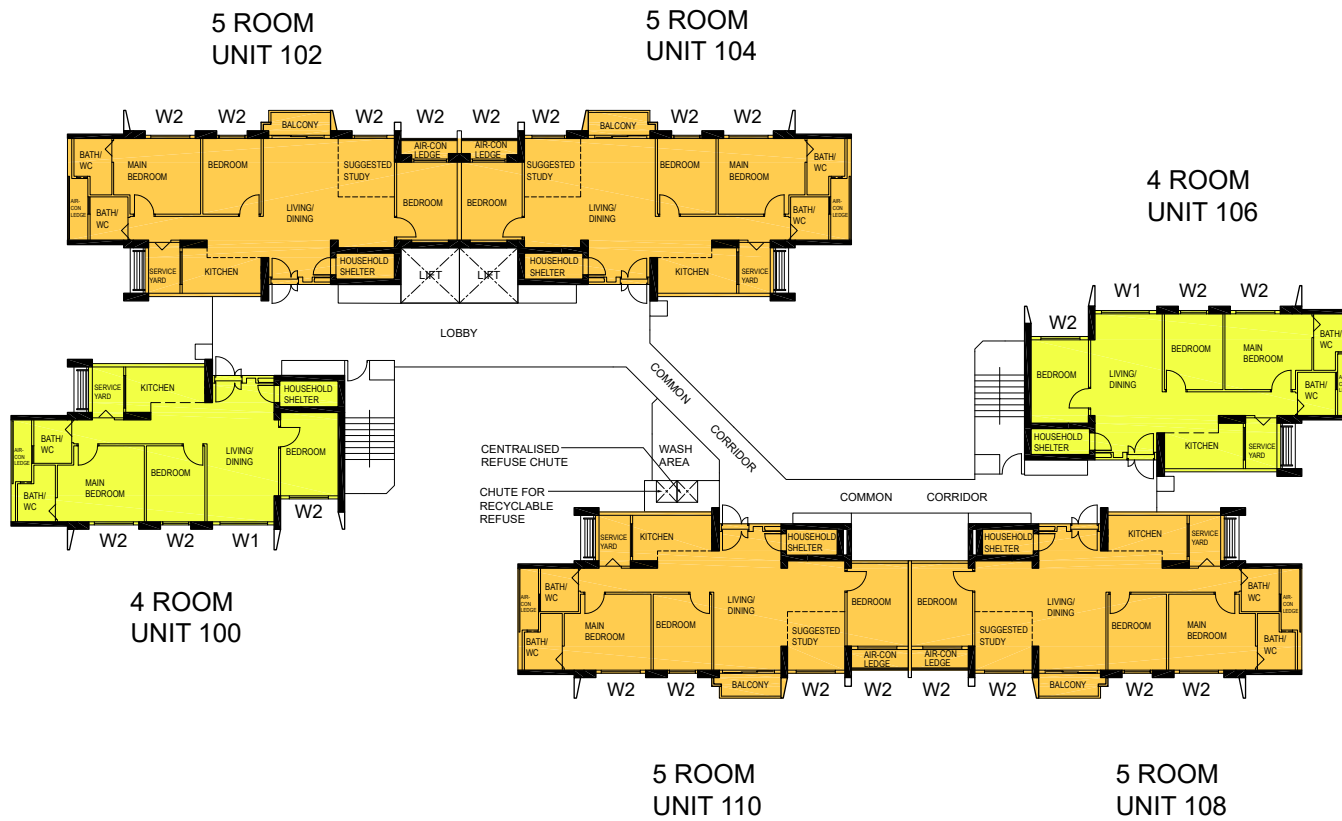 5 ROOM
UNIT 102
5 ROOM
UNIT 104
W2
W2
W2
W2
W2
W2
W2
W2
BALCONY
BALCONY
BATH/
WC
MAIN
BEDROOM
BEDROOM
SUGGESTED
STUDY
AIR-CON
LEDGE
AIR-CON
LEDGE
SUGGESTED
STUDY
BEDROOM
MAIN
BEDROOM
BATH/
WC
AIR-
CON
LEDGE
BATH/
WC
LIVING/
DINING
BEDROOM
BEDROOM
LIVING/
DINING
BATH/
WC
AIR-
CON
LEDGE
SERVICE
YARD
KITCHEN
HOUSEHOLD
SHELTER
LIFT
LIFT
HOUSEHOLD
SHELTER
KITCHEN
SERVICE
YARD
4 ROOM
UNIT 106
LOBBY
W2
W1
W2
W2
BEDROOM
LIVING/
DINING
BEDROOM
MAIN
BEDROOM
BATH/
WC
BATH/
WC
HOUSEHOLD
SHELTER
KITCHEN
SERVICE
YARD
SERVICE
YARD
KITCHEN
HOUSEHOLD
SHELTER
AIR-
CON
LEDGE
BATH/
WC
BATH/
WC
MAIN
BEDROOM
BEDROOM
LIVING/
DINING
BEDROOM
W2
W2
W1
W2
4 ROOM
UNIT 100
COMMON
CORRIDOR
CENTRALISED
REFUSE CHUTE
WASH
AREA
CHUTE FOR
RECYCLABLE
REFUSE
COMMON
CORRIDOR
SERVICE
YARD
KITCHEN
HOUSEHOLD
SHELTER
HOUSEHOLD
SHELTER
KITCHEN
SERVICE
YARD
AIR-
CON
LEDGE
BATH/
WC
BATH/
WC
MAIN
BEDROOM
BEDROOM
LIVING/
DINING
SUGGESTED
STUDY
BEDROOM
BEDROOM
SUGGESTED
STUDY
LIVING/
DINING
BEDROOM
MAIN
BEDROOM
BATH/
WC
BATH/
WC
AIR-
CON
LEDGE
AIR-CON
LEDGE
AIR-CON
LEDGE
BALCONY
BALCONY
W2
W2
W2
W2
W2
W2
W2
W2
5 ROOM
UNIT 110
5 ROOM
UNIT 108